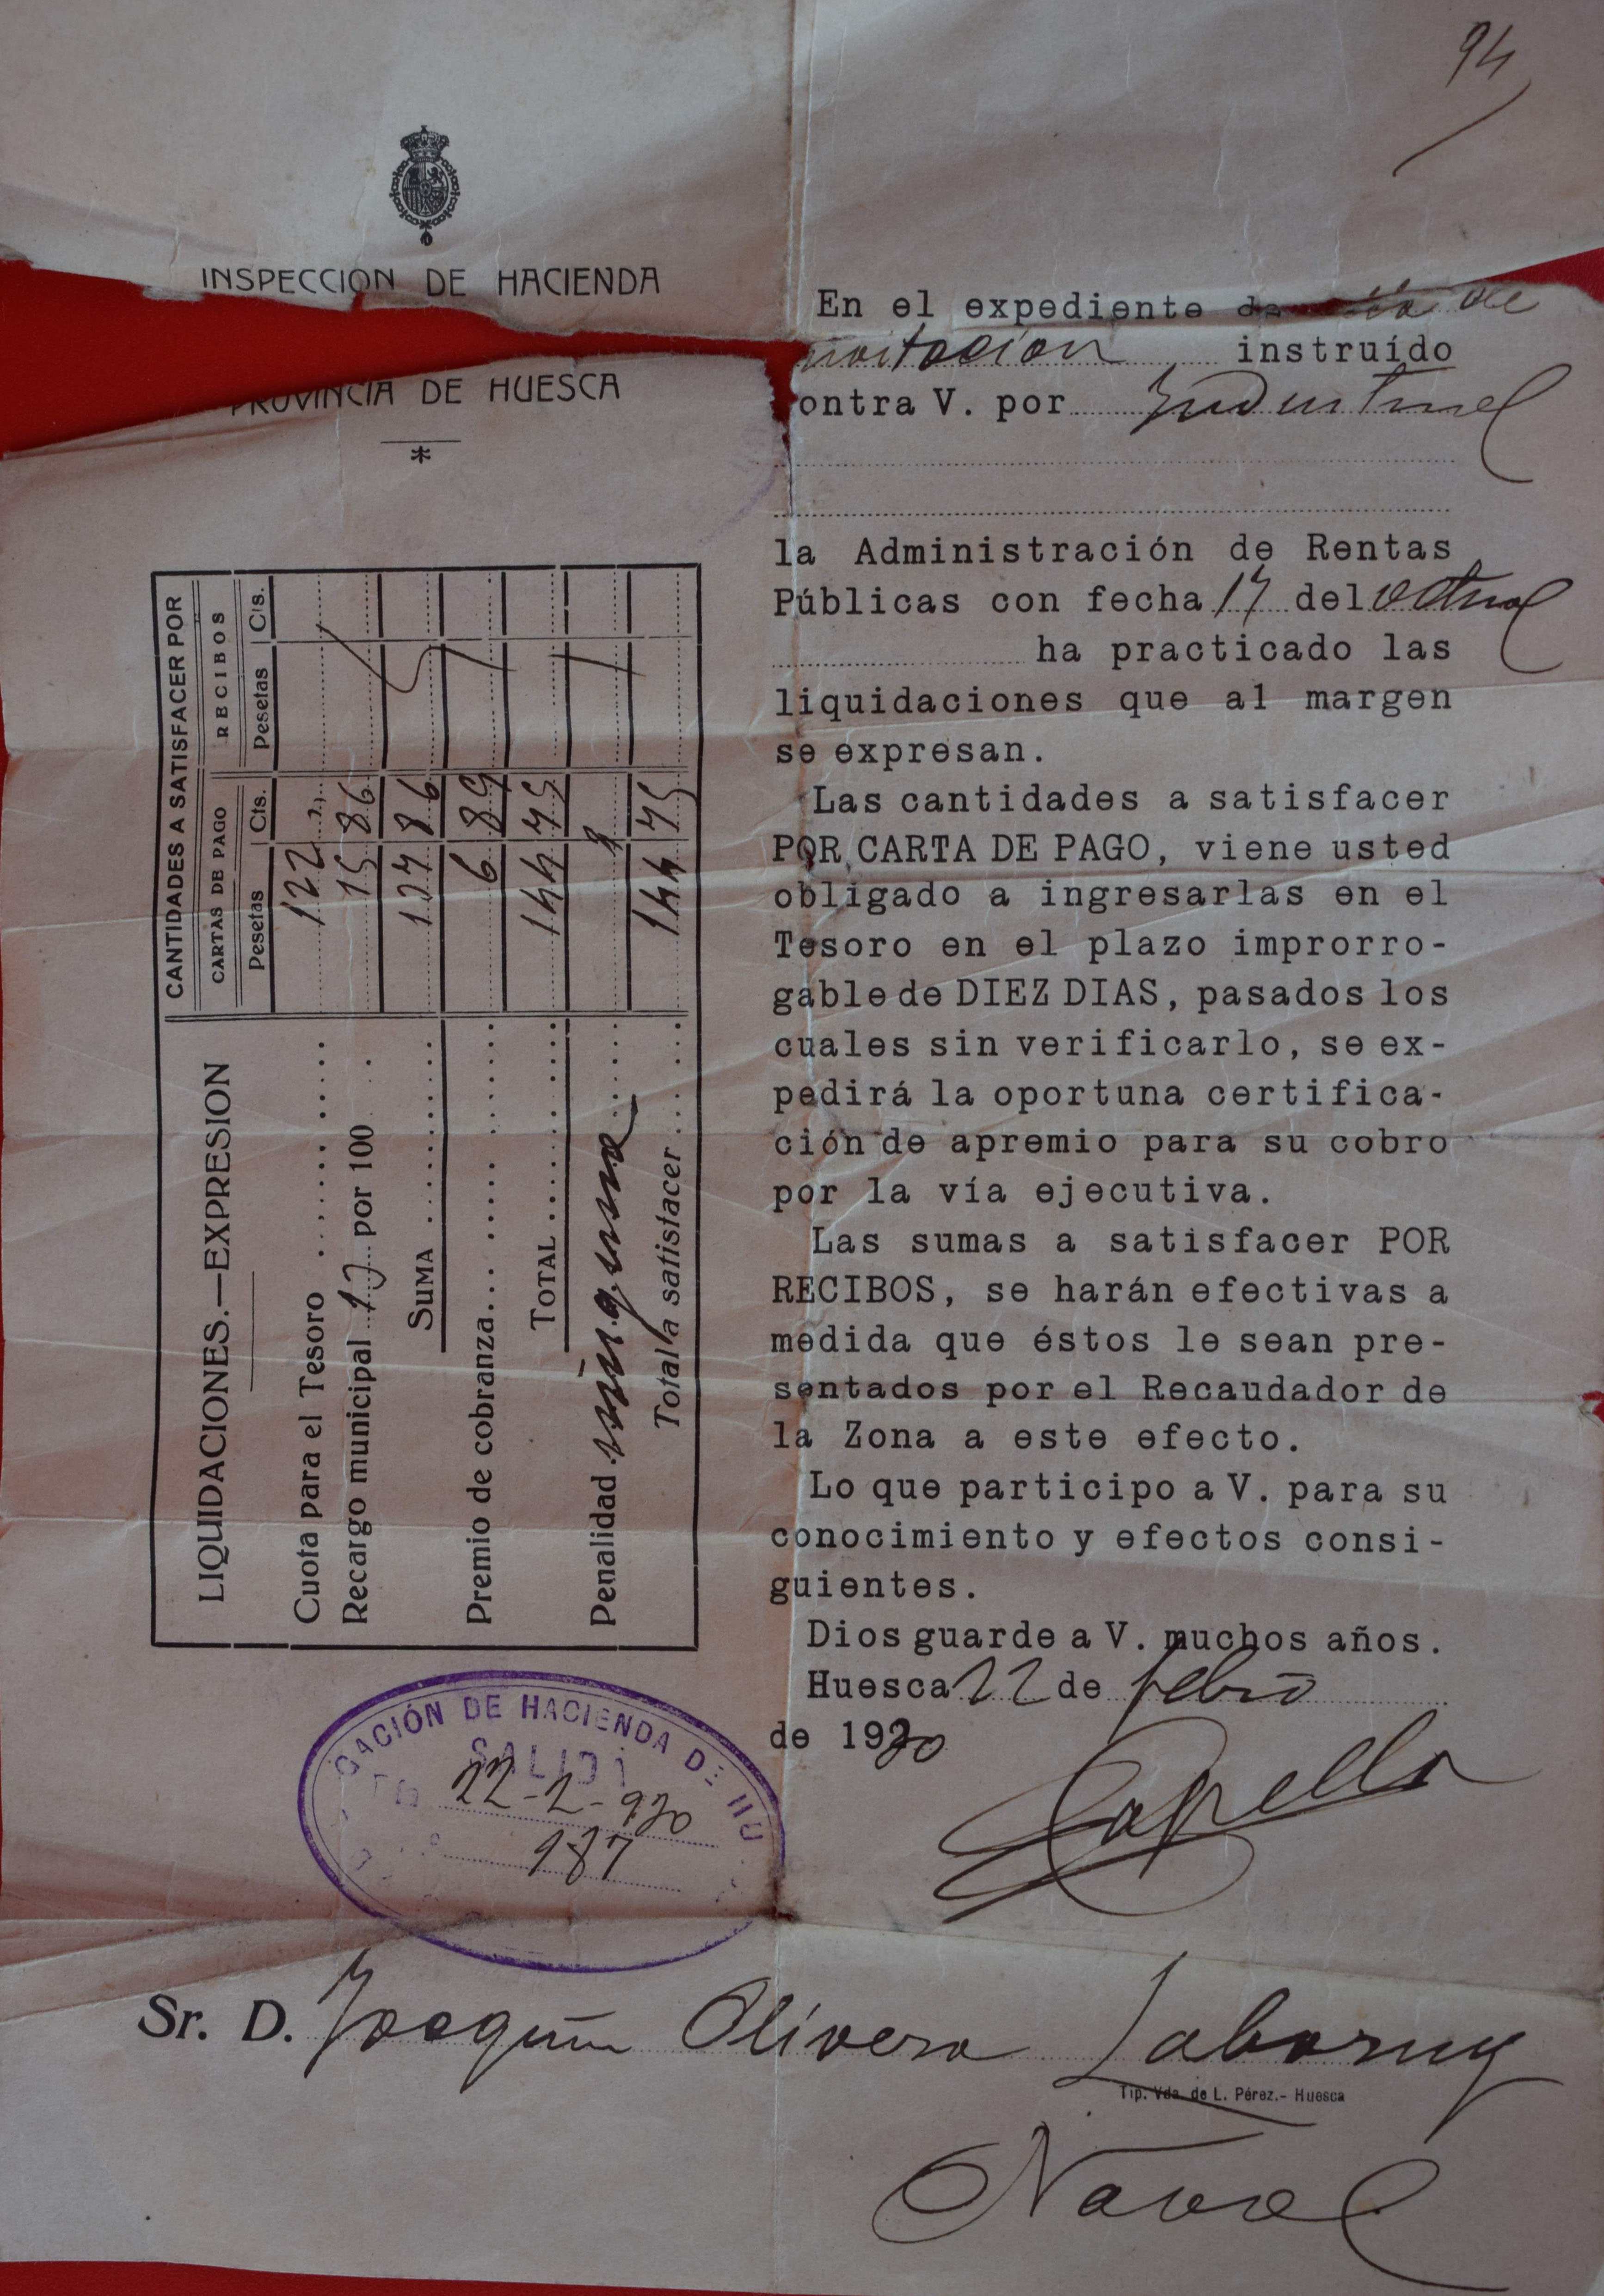 94
INSPECCION DE HACIENDA
PROVINCIA DE HUESCA
*
LIQUIDACIONES.—EXPRESION
CANTIDADES A SATISFACER POR
CARTAS DE PAGO
RECIBOS
Pesetas Cts. Pesetas Cts.
Cuota para el Tesoro 122 ,,
Recargo municipal 13 por 100 15 86
SUMA 137 86
Premio de cobranza 6 89
TOTAL 144 75
Penalidad ninguna
Total a satisfacer 144 75
En el expediente de de
invitacion instruído
contra V. por Industrial
la Administración de Rentas
Públicas con fecha 17 del actual
ha practicado las
liquidaciones que al margen
se expresan.
Las cantidades a satisfacer
POR CARTA DE PAGO, viene usted
obligado a ingresarlas en el
Tesoro en el plazo improrro-
gable de DIEZ DIAS, pasados los
cuales sin verificarlo, se ex-
pedirá la oportuna certifica-
ción de apremio para su cobro
por la vía ejecutiva.
Las sumas a satisfacer POR
RECIBOS, se harán efectivas a
medida que éstos le sean pre-
sentados por el Recaudador de
la Zona a este efecto.
Lo que participo a V. para su
conocimiento y efectos consi-
guientes.
Dios guarde a V. muchos años.
Huesca 22 de febro
de 1930
Capella
GACIÓN DE HACIENDA DE HU
SALIDA
22-2-930
187
Sr. D. Joaquin Olivera
Tip. Vda. de L. Pérez.- Huesca
Naval